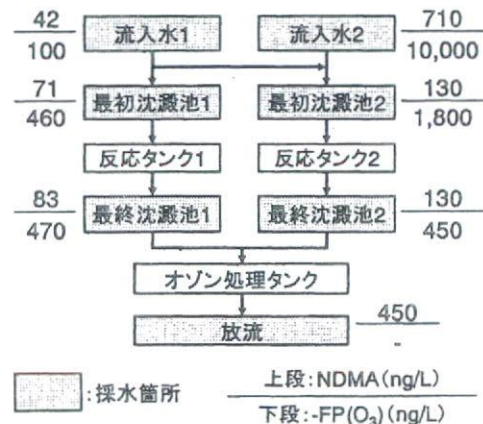 42 流入水1 流入水2 710
100 10,000
71 最初沈澱池1 最初沈澱池2 130
460 1,800
反応タンク1 反応タンク2
83 最終沈澱池1 最終沈澱池2 130
470 450
オゾン処理タンク
放流 450
-
:採水箇所 上段:NDMA(ng/L)
下段:-FP(O₃)(ng/L)